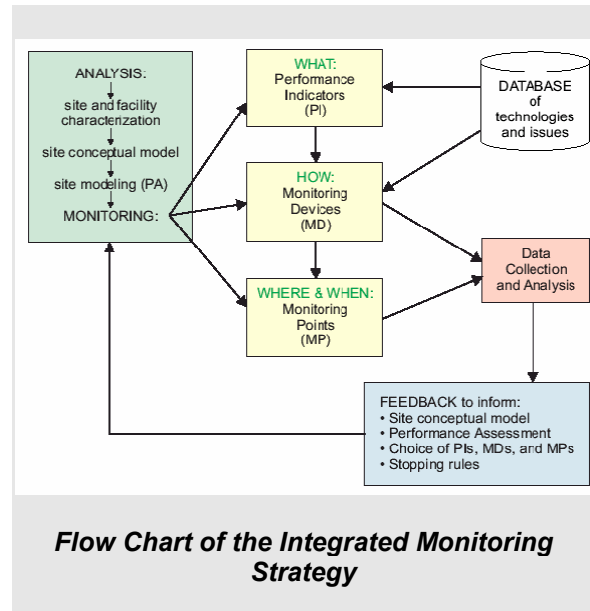 ANALYSIS:
site and facility
characterization
site conceptual model
site modeling (PA)
MONITORING:
WHAT:
Performance
Indicators
(PI)
HOW:
Monitoring
Devices
(MD)
WHERE & WHEN:
Monitoring
Points
(MP)
DATABASE
of
technologies
and issues
Data
Collection
and Analysis
FEEDBACK to inform:
• Site conceptual model
• Performance Assessment
• Choice of PIs, MDs, and MPs
• Stopping rules
Flow Chart of the Integrated Monitoring
Strategy